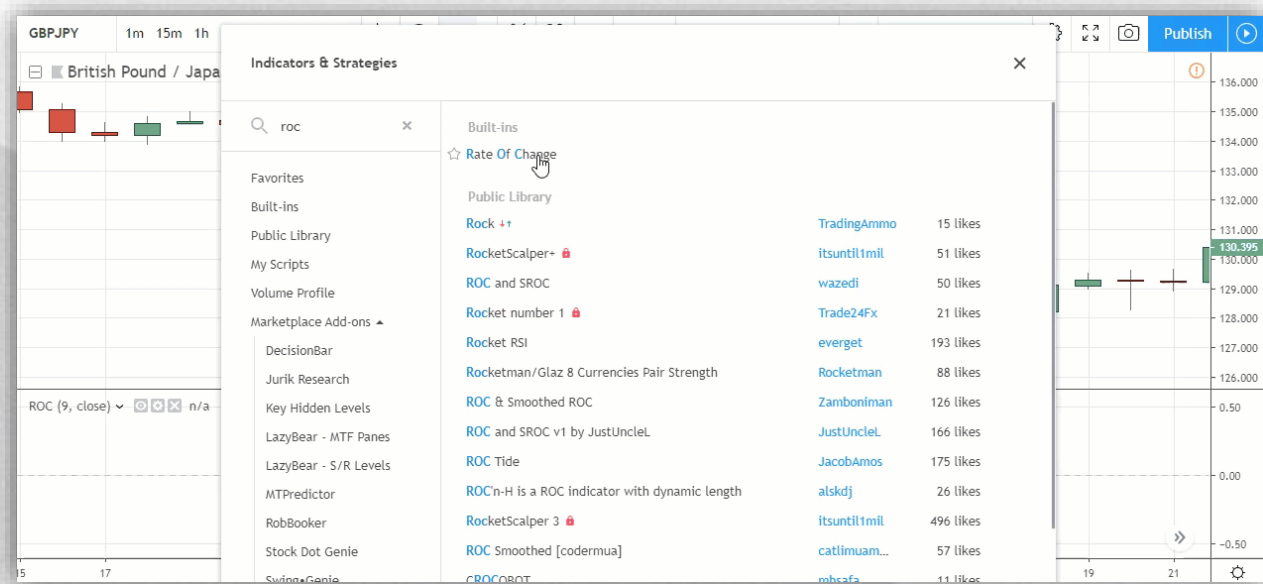 GBPJPY 1m 15m 1h
Publish
British Pound / Japa
Indicators & Strategies
roc
Favorites
Built-ins
Public Library
My Scripts
Volume Profile
Marketplace Add-ons
DecisionBar
Jurik Research
Key Hidden Levels
LazyBear - MTF Panes
LazyBear - S/R Levels
MTPredictor
RobBooker
Stock Dot Genie
Swing•Genie
Built-ins
Rate Of Change
Public Library
Rock ↓↑ TradingAmmo 15 likes
RocketScalper+ itsuntil1mil 51 likes
ROC and SROC wazedi 50 likes
Rocket number 1 Trade24Fx 21 likes
Rocket RSI everget 193 likes
Rocketman/Glaz 8 Currencies Pair Strength Rocketman 88 likes
ROC & Smoothed ROC Zamboniman 126 likes
ROC and SROC v1 by JustUncleL JustUncleL 166 likes
ROC Tide JacobAmos 175 likes
ROC'n-H is a ROC indicator with dynamic length alskdj 26 likes
RocketScalper 3 itsuntil1mil 496 likes
ROC Smoothed [codermua] catlimuam... 57 likes
CROCOBOT mhsafa 11 likes
136.000
135.000
134.000
133.000
132.000
131.000
130.395
130.000
129.000
128.000
127.000
126.000
ROC (9, close) n/a
0.50
0.00
-0.50
15 17 19 21